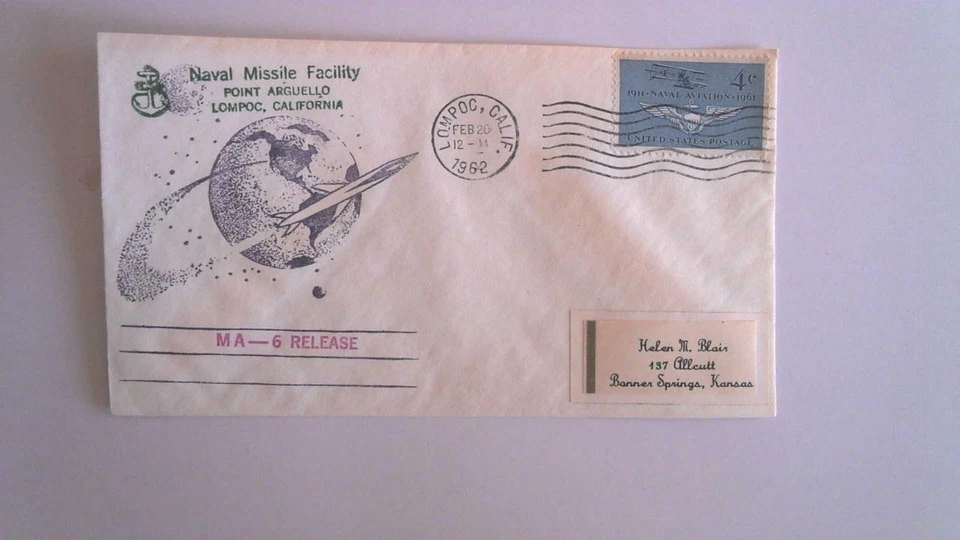 Naval Missile Facility
POINT ARGUELLO
LOMPOC, CALIFORNIA
LOMPOC, CALIF.
FEB 20
12 - M
1962
4c
1911 · NAVAL AVIATION · 1961
UNITED STATES POSTAGE
MA—6 RELEASE
Helen M. Blair
137 Allcutt
Bonner Springs, Kansas